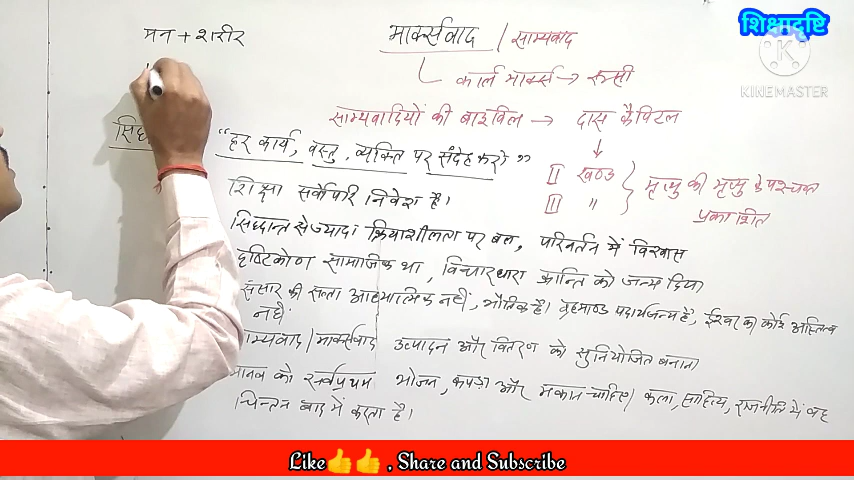 शिक्षादृष्टि
KINEMASTER
मन + शरीर
मार्क्सवाद / साम्यवाद
कार्ल मार्क्स → रूसी
साम्यवादियों की बाइबिल → दास कैपिटल
"हर कार्य, वस्तु, व्यक्ति पर संदेह करो"
II खण्ड
III " } मृत्यु की मृत्यु के पश्चात
प्रकाशित
शिक्षा सर्वोपरि निवेश है।
सिध्दान्त से ज्यादा क्रियाशीलता पर बल, परिवर्तन में विश्वास
दृष्टिकोण सामाजिक था, विचारधारा क्रान्ति को जन्म दिया
संसार की सत्ता आध्यात्मिक नहीं, भौतिक है। ब्रह्माण्ड पदार्थजन्य है, ईश्वर का कोई अस्तित्व
नहीं
साम्यवाद / मार्क्सवाद उत्पादन और वितरण को सुनियोजित बनाना
मानव को सर्वप्रथम भोजन, कपड़ा और मकान चाहिए। कला, साहित्य, राजनीति में वह
चिन्तन बाद में करता है।
Like👍👍 . Share and Subscribe